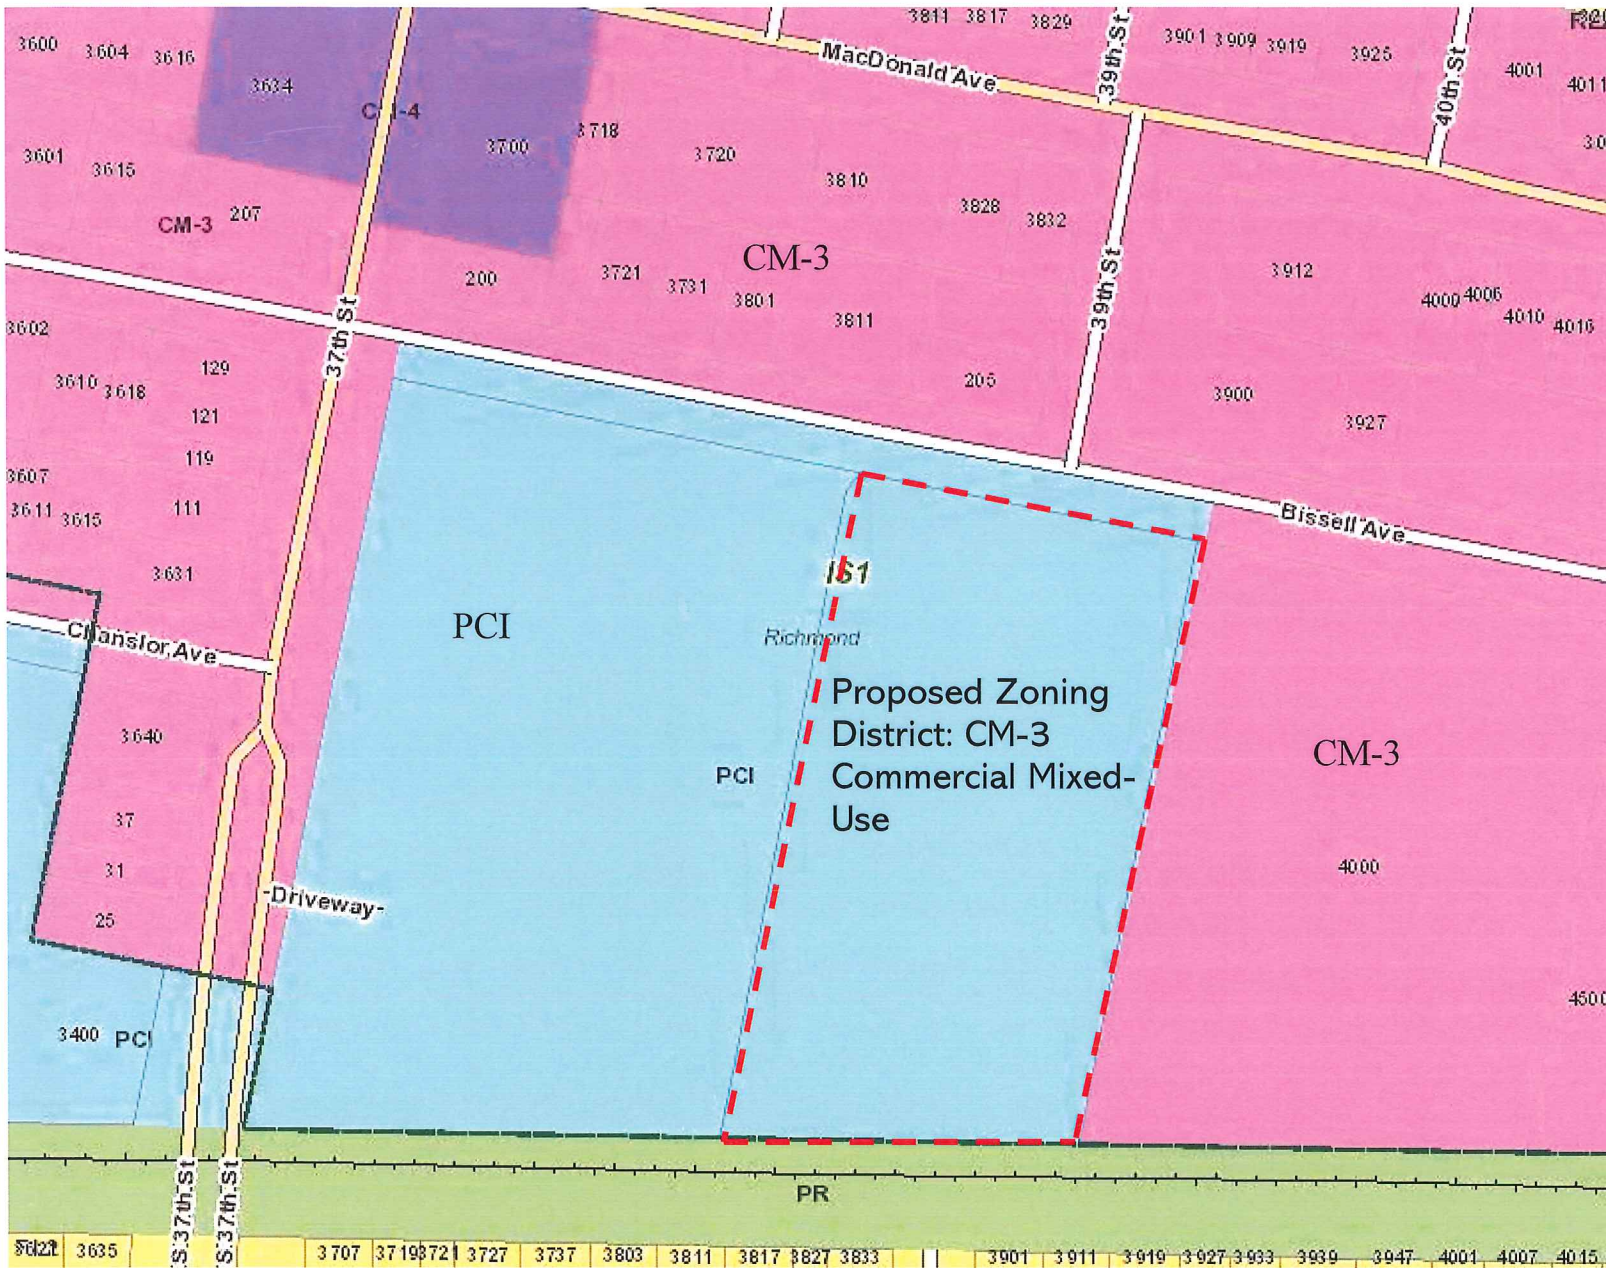 3811 3817 3829
3600 3604 3616
3901 3909 3919 3925
39th St
40th St
MacDonald Ave
3634
4001
4011
CM-4
3700 3718
3720
3601 3615
3810
CM-3 207
3828 3832
CM-3
200 3721 3731 3801 3811
3912
4000 4006 4010 4016
39th St
37th St
3602
3610 3618
129
121
119
111
205
3900
3927
3607
3611 3615
3631
Bissell Ave
IS1
PCI
Richmond
Chanslor Ave
Proposed Zoning
District: CM-3
Commercial Mixed-
Use
3640
PCI
CM-3
37
31
25
4000
-Driveway-
4500
3400 PCI
S 37th St
S 37th St
PR
3635 3707 3719 3721 3727 3737 3803 3811 3817 3827 3833 3901 3911 3919 3927 3933 3939 3947 4001 4007 4015